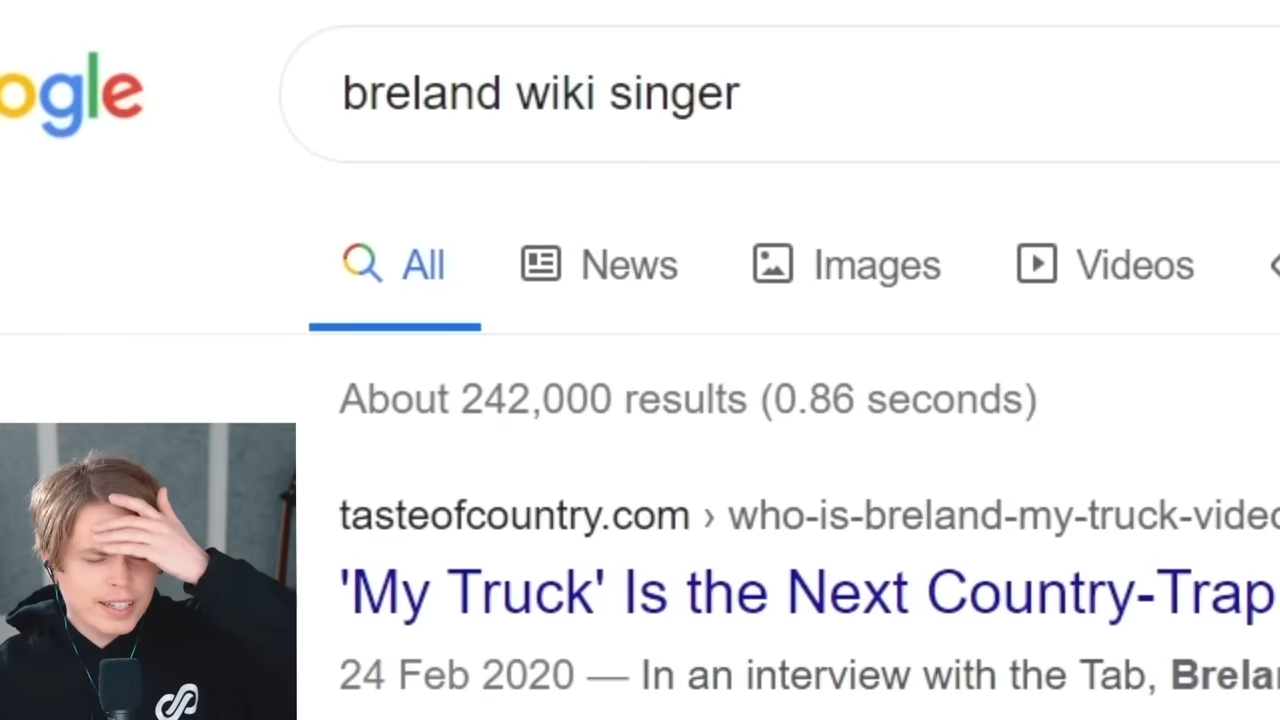 ogle
breland wiki singer
All News Images Videos
About 242,000 results (0.86 seconds)
tasteofcountry.com › who-is-breland-my-truck-video
'My Truck' Is the Next Country-Trap
24 Feb 2020 — In an interview with the Tab, Brelan